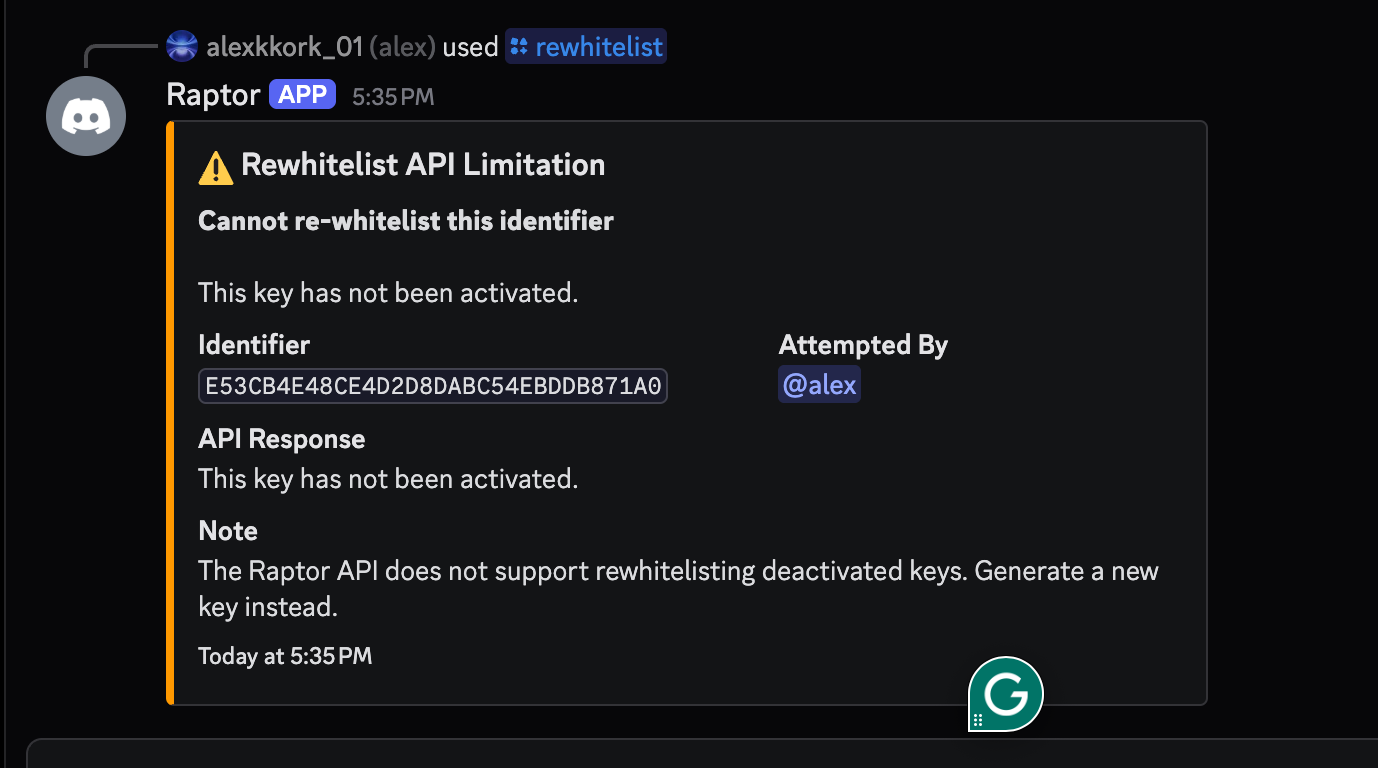 alexkkork_01 (alex) used rewhitelist
Raptor APP 5:35 PM
Rewhitelist API Limitation
Cannot re-whitelist this identifier
This key has not been activated.
Identifier
Attempted By
E53CB4E48CE4D2D8DABC54EBDDB871A0
@alex
API Response
This key has not been activated.
Note
The Raptor API does not support rewhitelisting deactivated keys. Generate a new
key instead.
Today at 5:35 PM
G